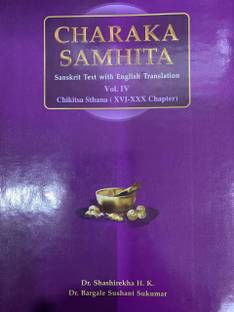 CHARAKA
SAMHITA
Sanskrit Text with English Translation
Vol. IV
Chikitsa Sthana ( XVI-XXX Chapter)
Dr. Shashirekha H. K.
Dr. Bargale Sushant Sukumar